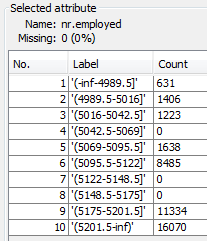 Selected attribute
Name: nr.employed
Missing: 0 (0%)
No. Label Count
1 '(-inf-4989.5]' 631
2 '(4989.5-5016]' 1406
3 '(5016-5042.5]' 1223
4 '(5042.5-5069]' 0
5 '(5069-5095.5]' 1638
6 '(5095.5-5122]' 8485
7 '(5122-5148.5]' 0
8 '(5148.5-5175]' 0
9 '(5175-5201.5]' 11334
10 '(5201.5-inf)' 16070